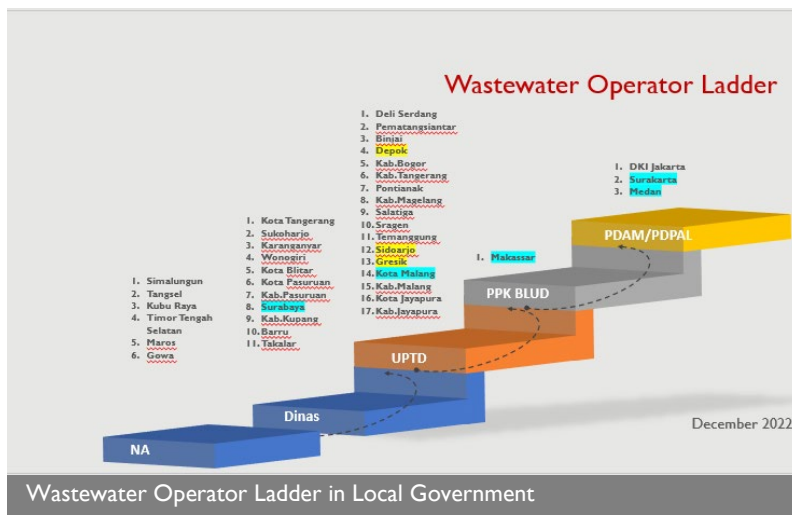 Wastewater Operator Ladder
1. Deli Serdang
2. Pematangsiantar
3. Binjai
4. Depok
5. Kab.Bogor
6. Kab.Tangerang
7. Pontianak
8. Kab.Magelang
9. Salatiga
10. Sragen
11. Temanggung
12. Sidoarjo
13. Gresik
14. Kota Malang
15. Kab.Malang
16. Kota Jayapura
17. Kab.Jayapura
1. DKI Jakarta
2. Surakarta
3. Medan
1. Kota Tangerang
2. Sukoharjo
3. Karanganyar
4. Wonogiri
5. Kota Blitar
6. Kota Pasuruan
7. Kab.Pasuruan
8. Surabaya
9. Kab.Kupang
10. Barru
11. Takalar
1. Makassar
1. Simalungun
2. Tangsel
3. Kubu Raya
4. Timor Tengah
Selatan
5. Maros
6. Gowa
PDAM/PDPAL
PPK BLUD
UPTD
Dinas
NA
December 2022
Wastewater Operator Ladder in Local Government